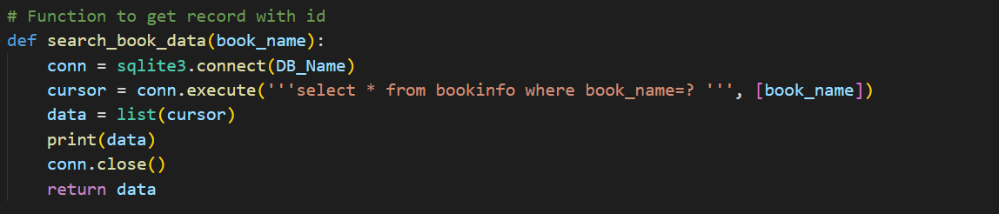 # Function to get record with id
def search_book_data(book_name):
    conn = sqlite3.connect(DB_Name)
    cursor = conn.execute('''select * from bookinfo where book_name=? ''', [book_name])
    data = list(cursor)
    print(data)
    conn.close()
    return data